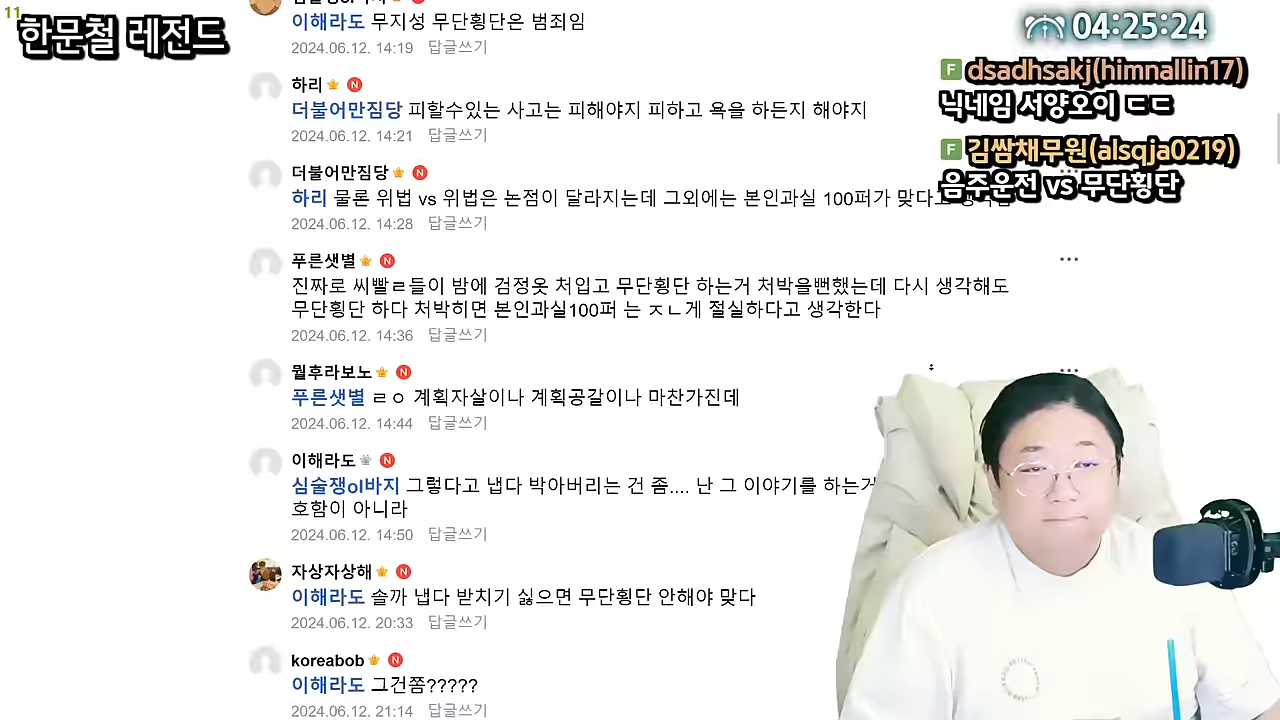 11
한문철 레전드
04:25:24
F dsadhsakj(himnallin17)
닉네임 서양오이 ㄷㄷ
F 김쌈채무원(alsqja0219)
음주운전 vs 무단횡단
이해라도 무지성 무단횡단은 범죄임
2024.06.12. 14:19 답글쓰기
하리 N
더불어만짐당 피할수있는 사고는 피해야지 피하고 욕을 하든지 해야지
2024.06.12. 14:21 답글쓰기
더불어만짐당 N
하리 물론 위법 vs 위법은 논점이 달라지는데 그외에는 본인과실 100퍼가 맞다고
2024.06.12. 14:28 답글쓰기
푸른샛별 N
진짜로 씨빨ㄹ들이 밤에 검정옷 처입고 무단횡단 하는거 처박을뻔했는데 다시 생각해도
무단횡단 하다 처박히면 본인과실100퍼 는 ㅈㄴ게 절실하다고 생각한다
2024.06.12. 14:36 답글쓰기
뭘후라보노 N
푸른샛별 ㄹㅇ 계획자살이나 계획공갈이나 마찬가진데
2024.06.12. 14:44 답글쓰기
이해라도 N
심술쟁ol바지 그렇다고 냅다 박아버리는 건 좀.... 난 그 이야기를 하는거
호함이 아니라
2024.06.12. 14:50 답글쓰기
자상자상해 N
이해라도 솔까 냅다 받치기 싫으면 무단횡단 안해야 맞다
2024.06.12. 20:33 답글쓰기
koreabob N
이해라도 그건쫌?????
2024.06.12. 21:14 답글쓰기